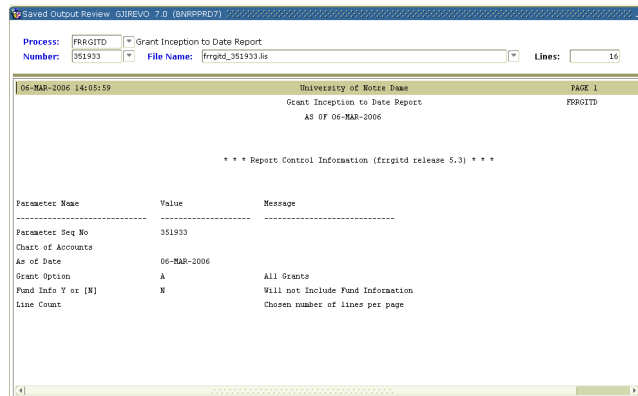 Saved Output Review GJIREVO 7.0 (BNRPPRD7)
Process: FRRGITD Grant Inception to Date Report
Number: 351933 File Name: frrgitd_351933.lis Lines: 16
06-MAR-2006 14:05:59 University of Notre Dame PAGE 1
Grant Inception to Date Report FRRGITD
AS OF 06-MAR-2006
* * * Report Control Information (frrgitd release 5.3) * * *
Parameter Name Value Message
---------------------------- ------------------- ----------------------------
Parameter Seq No 351933
Chart of Accounts
As of Date 06-MAR-2006
Grant Option A All Grants
Fund Info Y or [N] N Will not Include Fund Information
Line Count Chosen number of lines per page